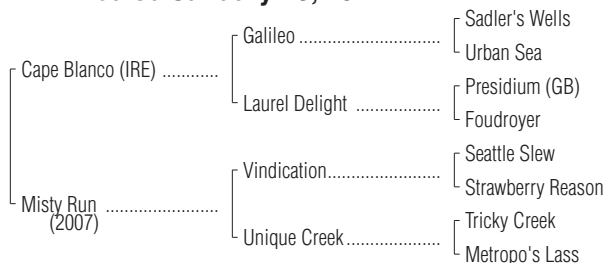 Sadler's Wells
Galileo
Urban Sea
Cape Blanco (IRE)
Presidium (GB)
Laurel Delight
Foudroyer
Seattle Slew
Vindication
Strawberry Reason
Misty Run
(2007)
Tricky Creek
Unique Creek
Metropo's Lass